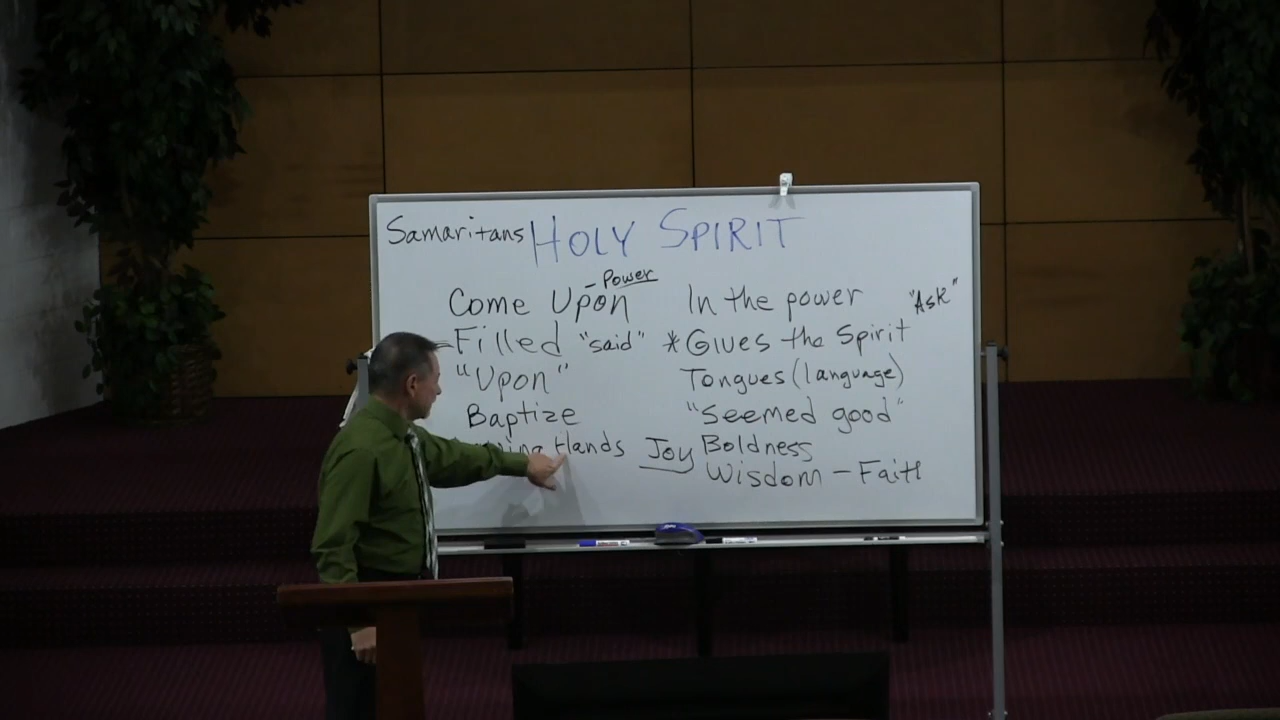 Samaritans HOLY SPIRIT
- Power
Come Upon In the power "Ask"
Filled "said" *Gives the Spirit
"Upon" Tongues (language)
Baptize "Seemed good"
Hands Joy Boldness
Wisdom - Faith